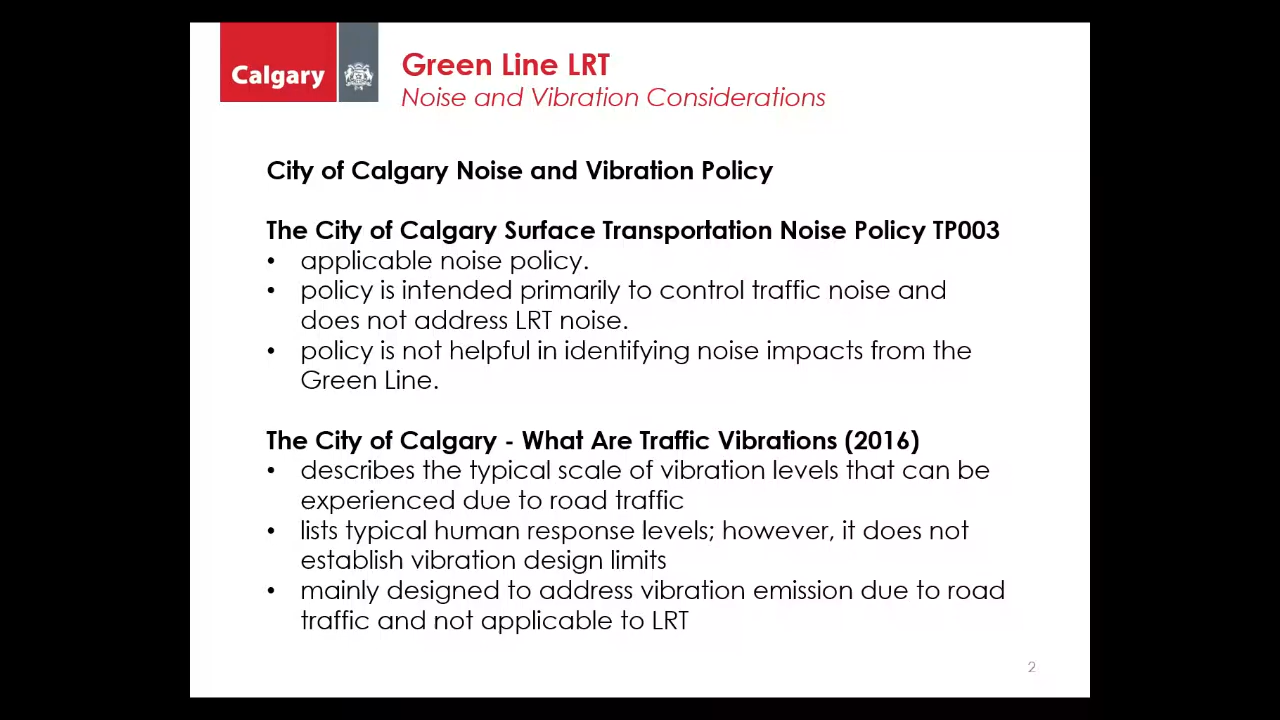 Calgary
Green Line LRT
Noise and Vibration Considerations
City of Calgary Noise and Vibration Policy
The City of Calgary Surface Transportation Noise Policy TP003
• applicable noise policy.
• policy is intended primarily to control traffic noise and
does not address LRT noise.
• policy is not helpful in identifying noise impacts from the
Green Line.
The City of Calgary - What Are Traffic Vibrations (2016)
• describes the typical scale of vibration levels that can be
experienced due to road traffic
• lists typical human response levels; however, it does not
establish vibration design limits
• mainly designed to address vibration emission due to road
traffic and not applicable to LRT
2